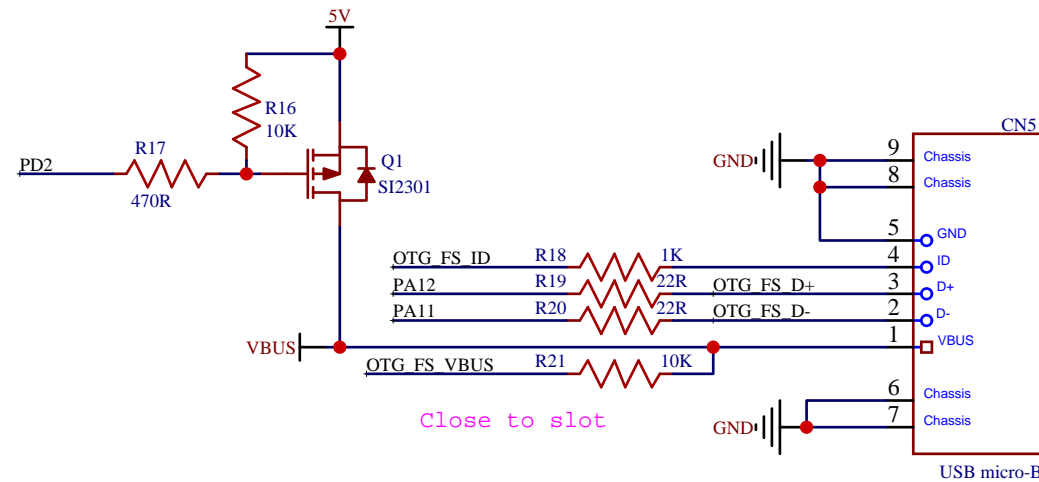 5V
R16
10K
R17
470R
PD2
Q1
SI2301
CN5
GND
9
Chassis
8
Chassis
5
GND
OTG_FS_ID
R18
1K
4
ID
PA12
R19
22R
OTG_FS_D+
3
D+
PA11
R20
22R
OTG_FS_D-
2
D-
VBUS
1
VBUS
OTG_FS_VBUS
R21
10K
Close to slot
6
Chassis
GND
7
Chassis
USB micro-B